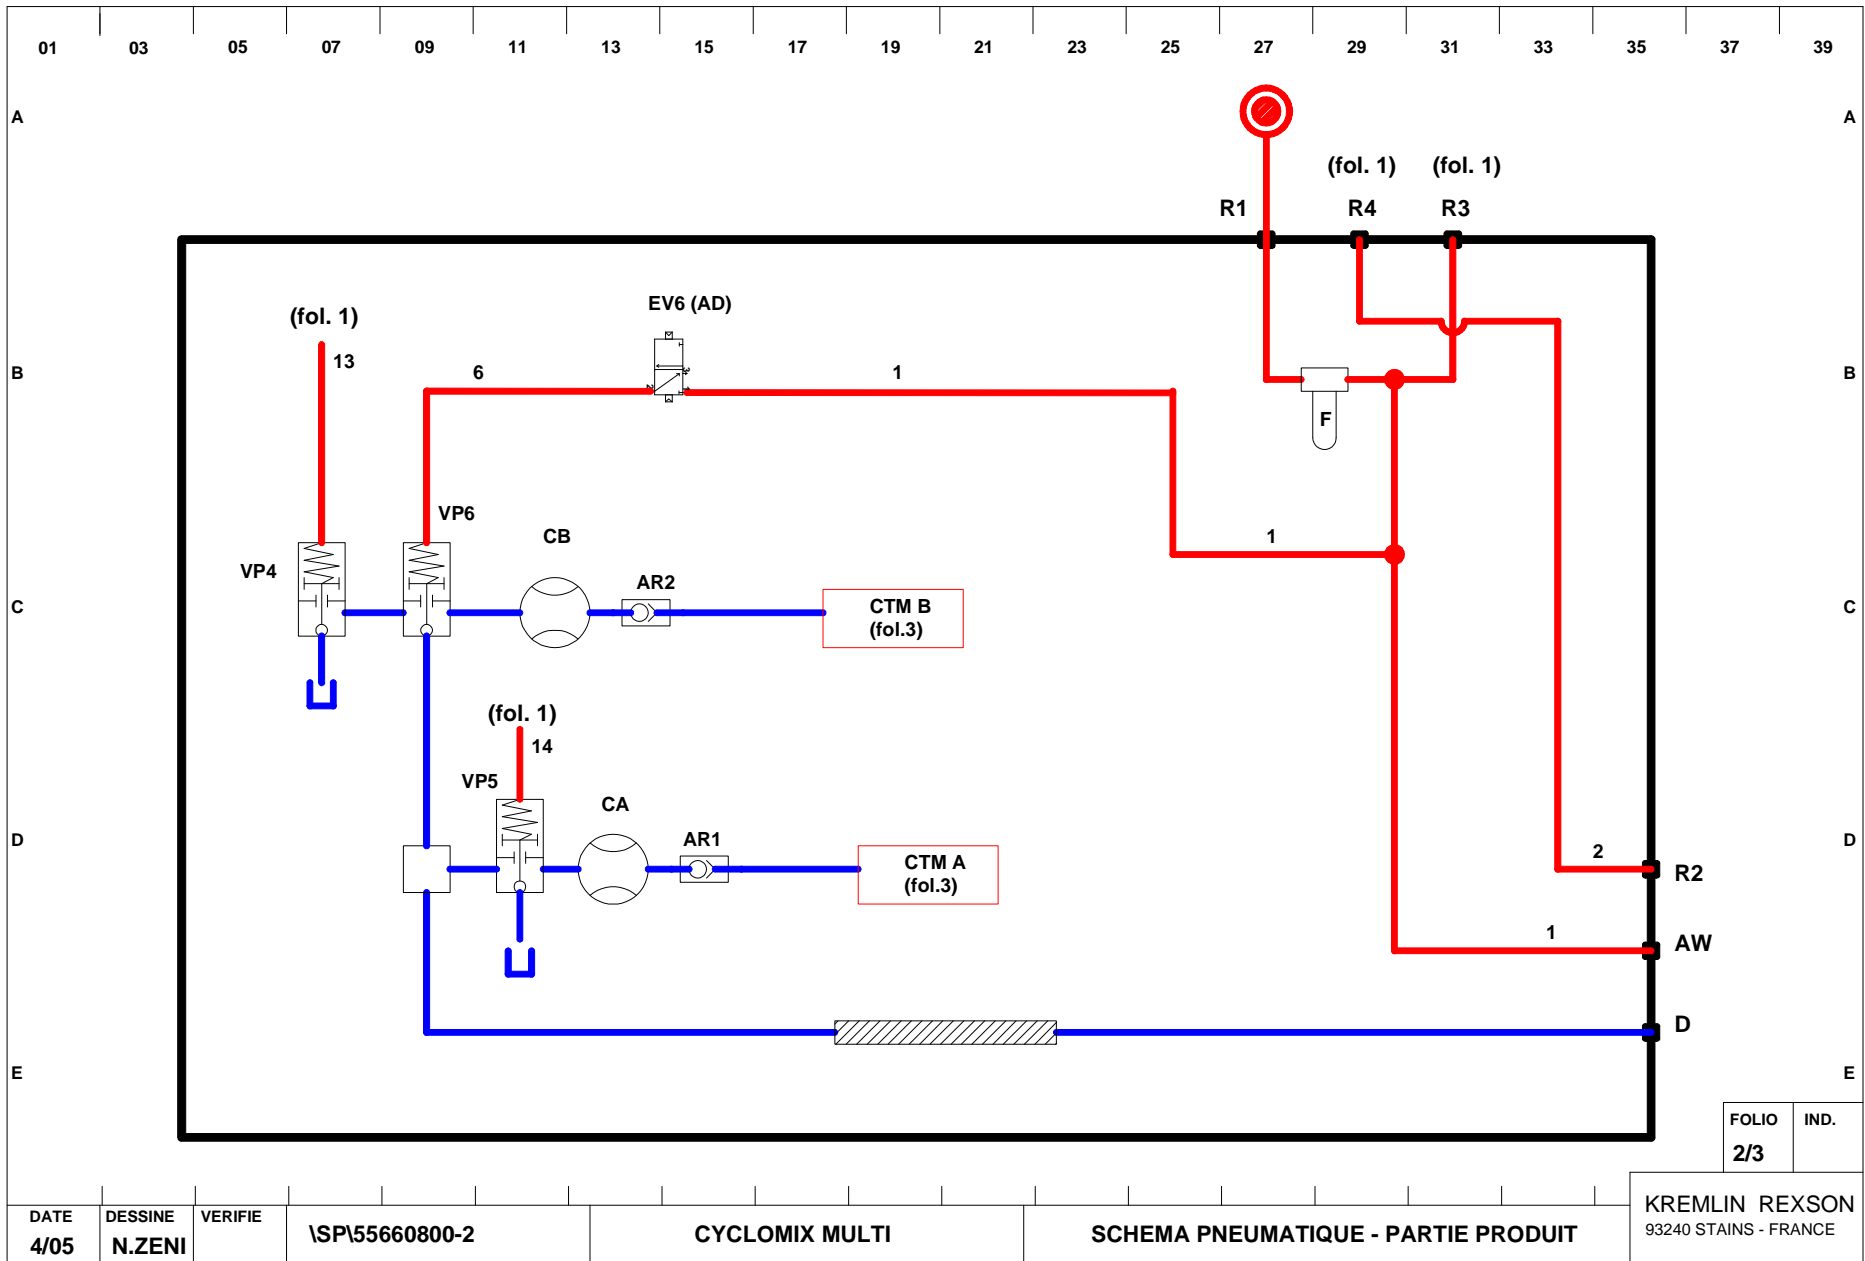 01 03 05 07 09 11 13 15 17 19 21 23 25 27 29 31 33 35 37 39
A A
(fol. 1) (fol. 1)
R1 R4 R3
EV6 (AD)
(fol. 1)
13
B 6 1 B
F
VP6
CB 1
VP4 AR2
C CTM B C
(fol.3)
(fol. 1)
14
VP5
CA
D AR1 D
CTM A 2
(fol.3) R2
1 AW
D
E E
FOLIO IND.
2/3
DATE DESSINE VERIFIE
4/05 N.ZENI
\SP\55660800-2 CYCLOMIX MULTI SCHEMA PNEUMATIQUE - PARTIE PRODUIT
KREMLIN REXSON
93240 STAINS - FRANCE